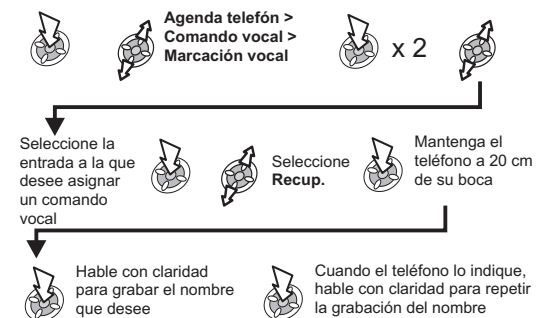 Agenda telefón >
Comando vocal >
Marcación vocal
x 2
Seleccione la
entrada a la que
desee asignar
un comando
vocal
Seleccione
Recup.
Mantenga el
teléfono a 20 cm
de su boca
Hable con claridad
para grabar el nombre
que desee
Cuando el teléfono lo indique,
hable con claridad para repetir
la grabación del nombre